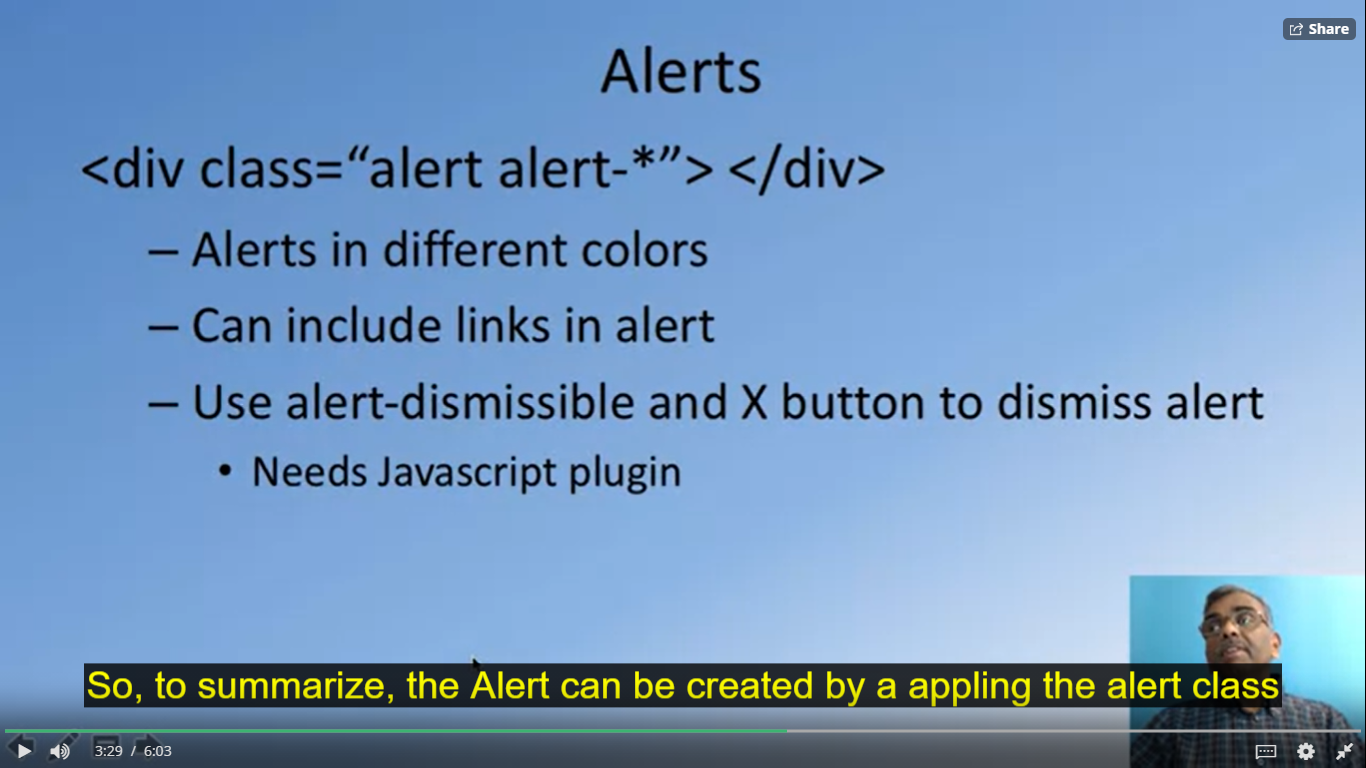 Share
Alerts
<div class=“alert alert-*”> </div>
– Alerts in different colors
– Can include links in alert
– Use alert-dismissible and X button to dismiss alert
• Needs Javascript plugin
So, to summarize, the Alert can be created by a appling the alert class
3:29 / 6:03